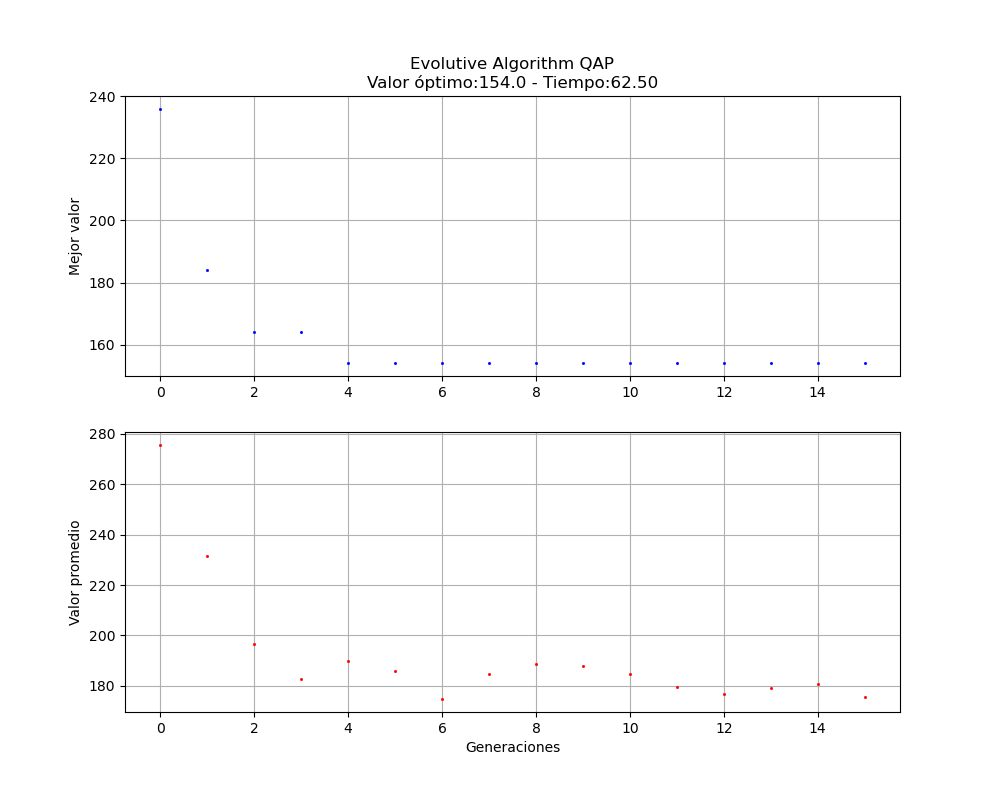 Evolutive Algorithm QAP
Valor óptimo:154.0 - Tiempo:62.50
240
220
200
180
160
Mejor valor
0 2 4 6 8 10 12 14
280
260
240
220
200
180
Valor promedio
0 2 4 6 8 10 12 14
Generaciones